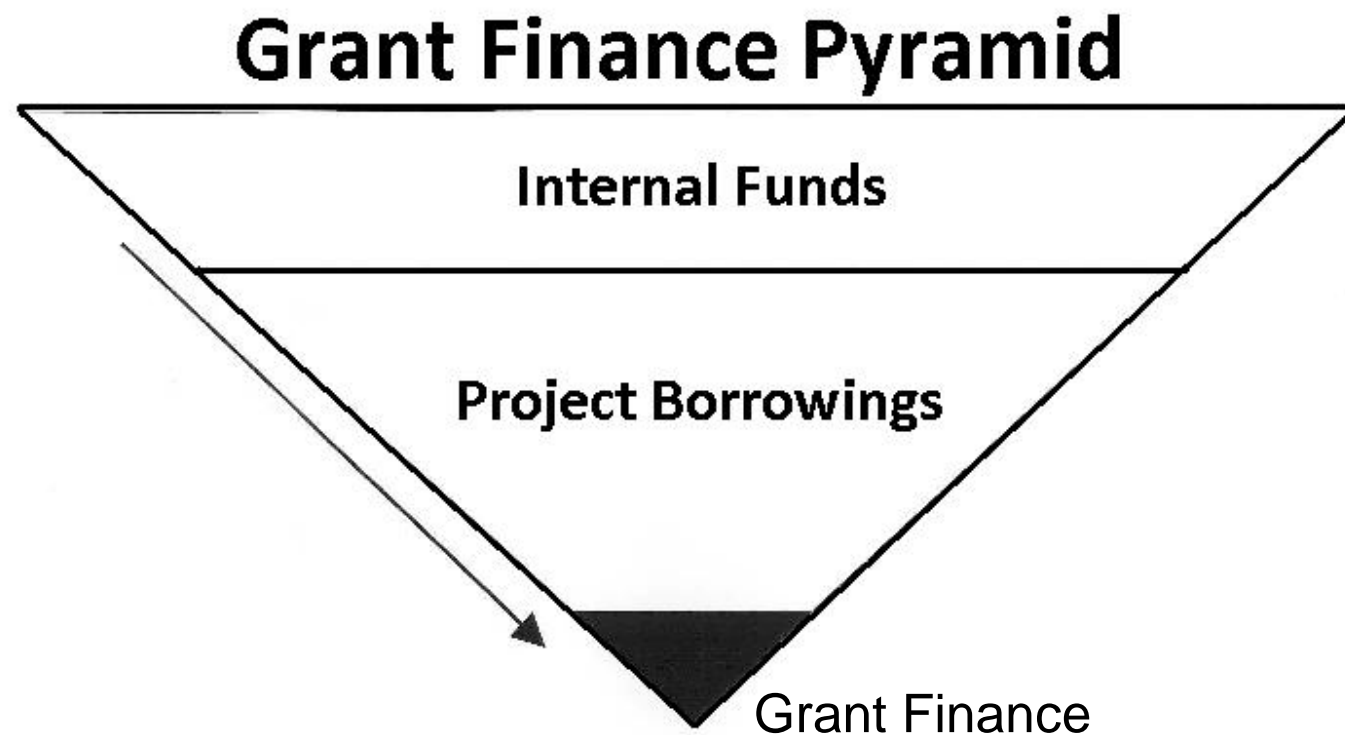 Grant Finance Pyramid
Internal Funds
Project Borrowings
Grant Finance